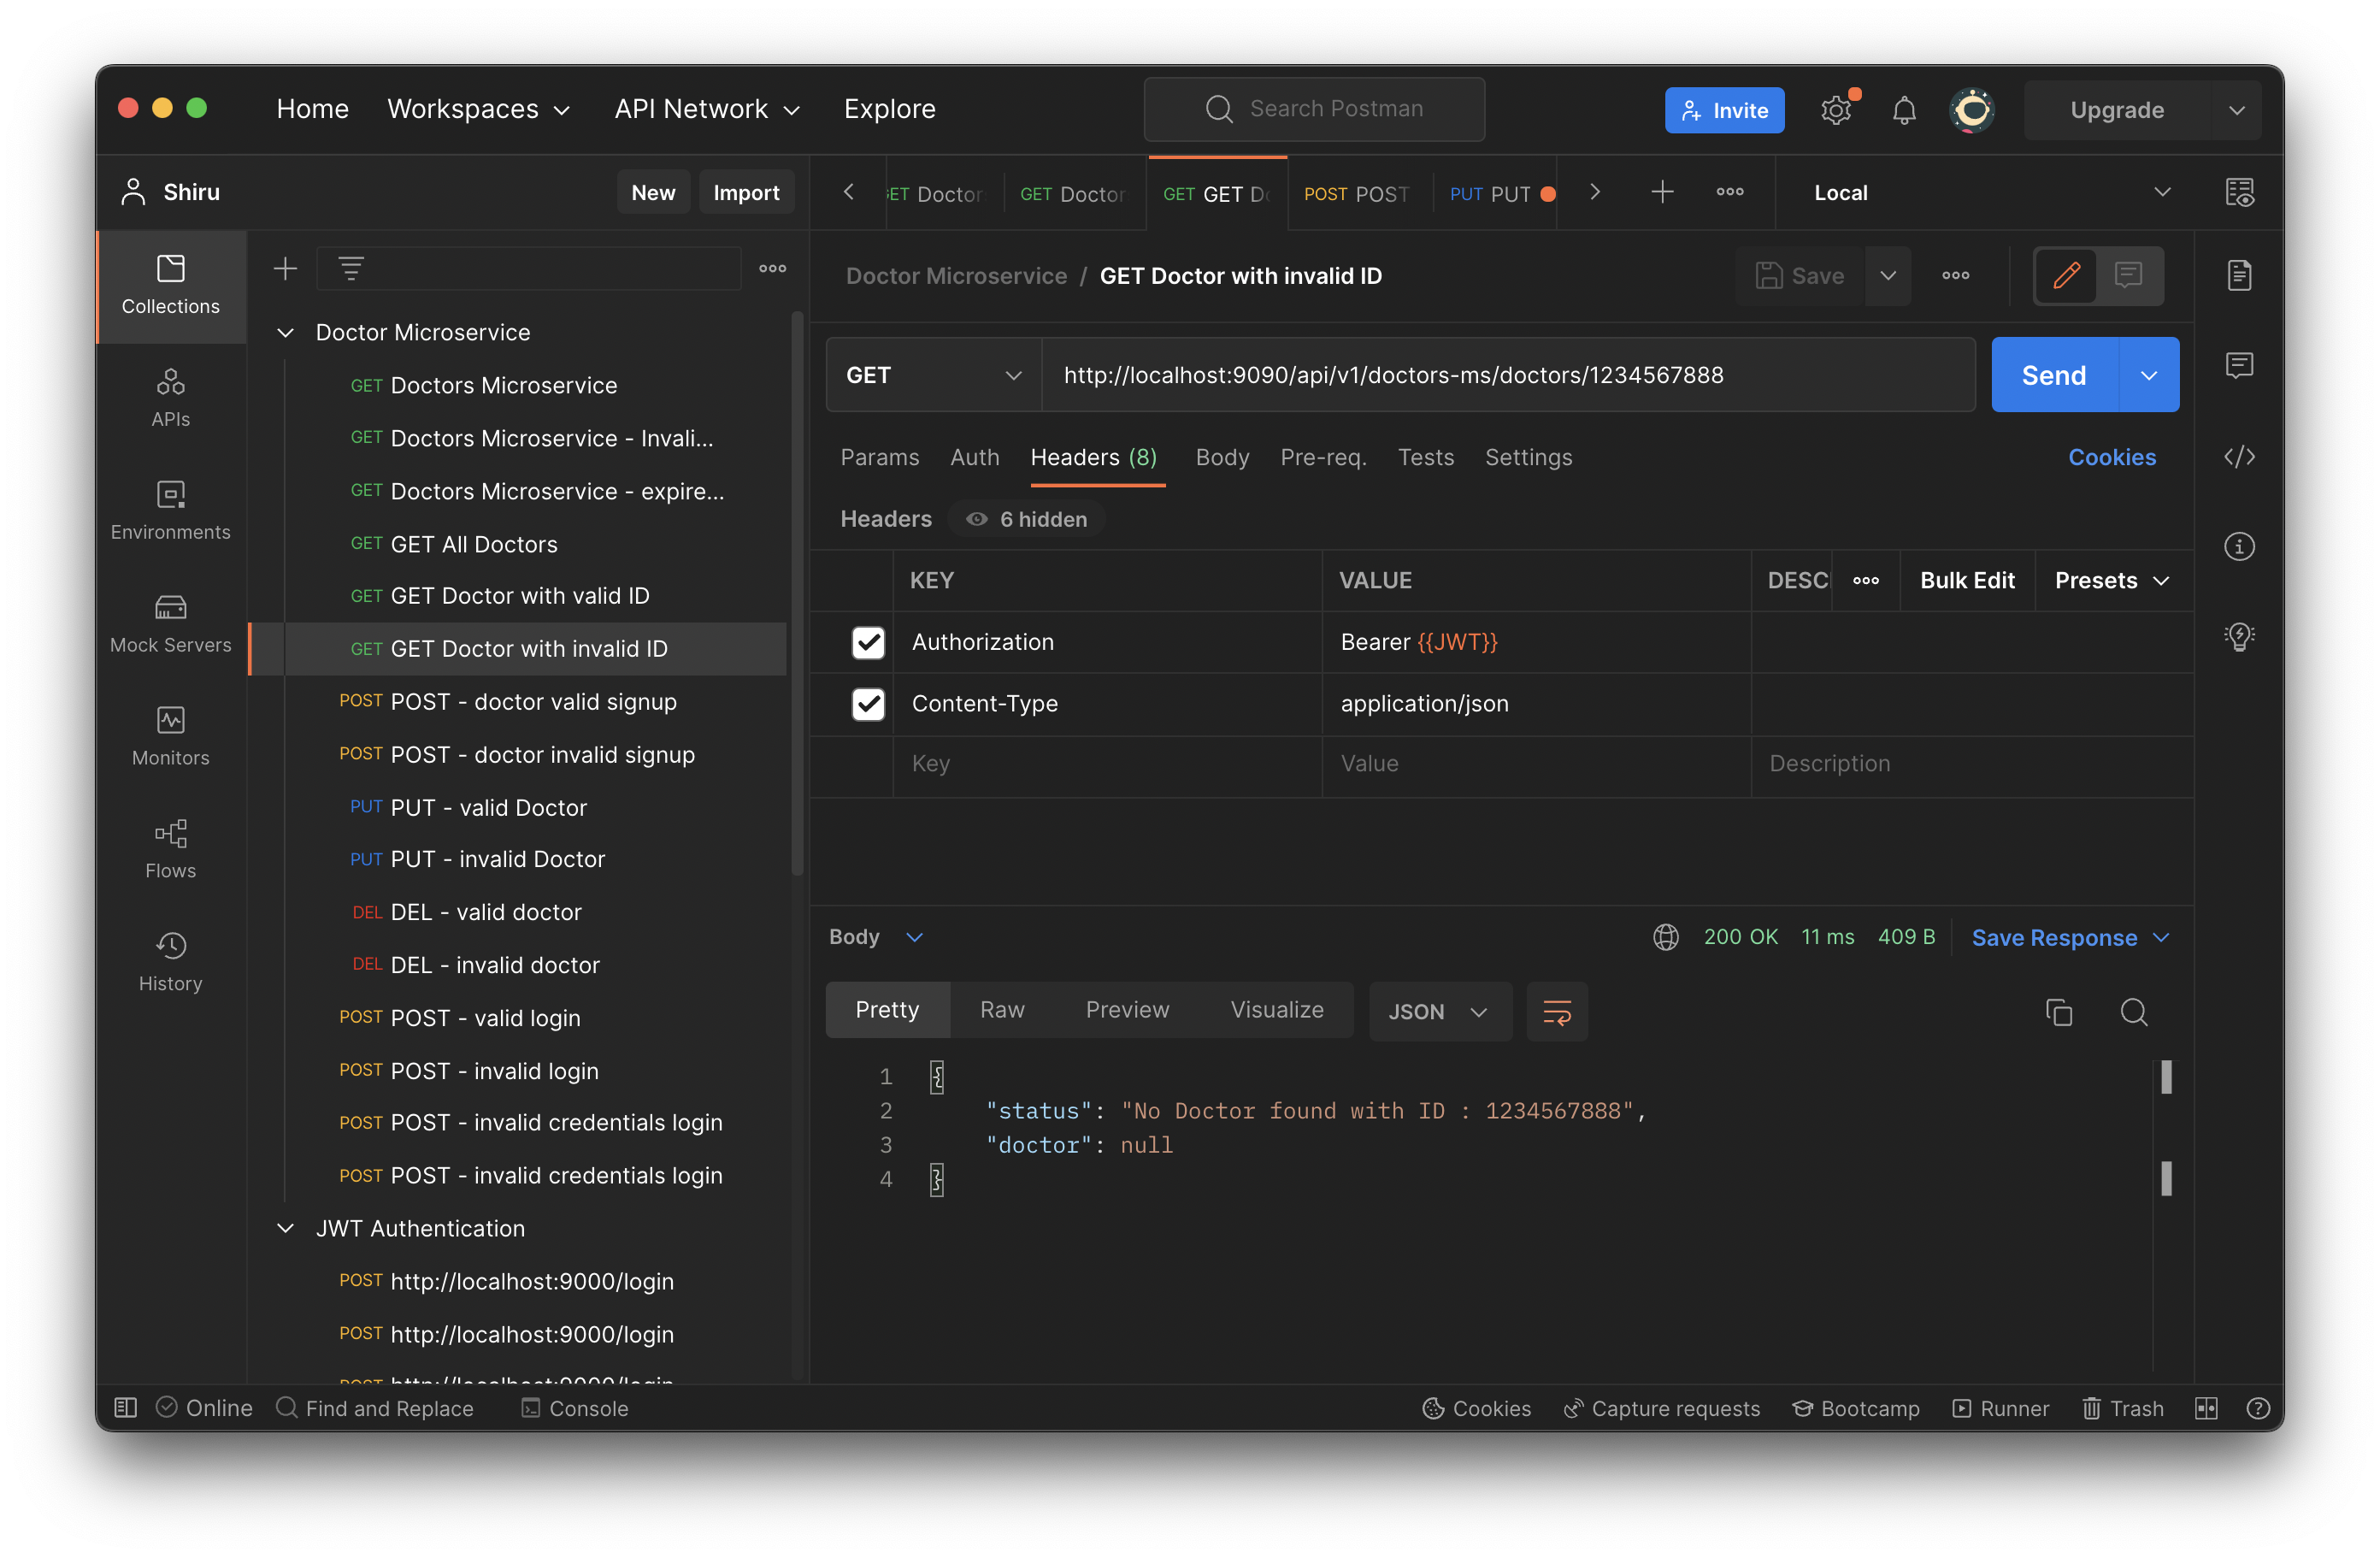 Home Workspaces API Network Explore Search Postman Invite Upgrade
Shiru New Import
GET Doctor GET Doctor GET GET Do POST POST PUT PUT Local
Collections
APIs
Environments
Mock Servers
Monitors
Flows
History
Doctor Microservice
GET Doctors Microservice
GET Doctors Microservice - Invali...
GET Doctors Microservice - expire...
GET GET All Doctors
GET GET Doctor with valid ID
GET GET Doctor with invalid ID
POST POST - doctor valid signup
POST POST - doctor invalid signup
PUT PUT - valid Doctor
PUT PUT - invalid Doctor
DEL DEL - valid doctor
DEL DEL - invalid doctor
POST POST - valid login
POST POST - invalid login
POST POST - invalid credentials login
POST POST - invalid credentials login
JWT Authentication
POST http://localhost:9000/login
POST http://localhost:9000/login
POST http://localhost:9000/login
Doctor Microservice / GET Doctor with invalid ID Save
GET http://localhost:9090/api/v1/doctors-ms/doctors/1234567888 Send
Params Auth Headers (8) Body Pre-req. Tests Settings Cookies
Headers 6 hidden
KEY VALUE DESC Bulk Edit Presets
Authorization Bearer {{JWT}}
Content-Type application/json
Key Value Description
Body 200 OK 11 ms 409 B Save Response
Pretty Raw Preview Visualize JSON
1 {
2 "status": "No Doctor found with ID : 1234567888",
3 "doctor": null
4 }
Online Find and Replace Console Cookies Capture requests Bootcamp Runner Trash